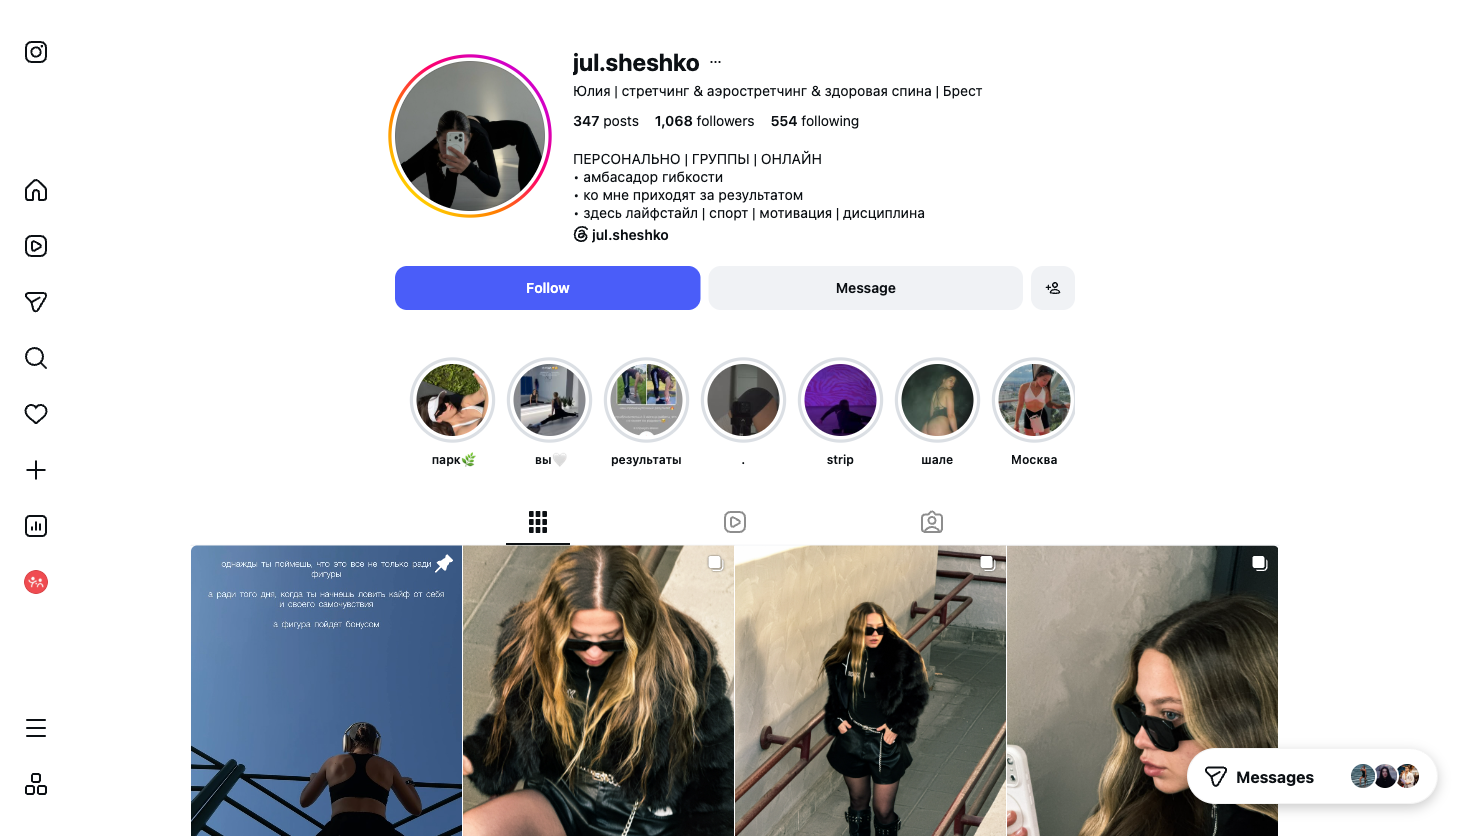 jul.sheshko ...
Юлия | стретчинг & аэростретчинг & здоровая спина | Брест
347 posts 1,068 followers 554 following
ПЕРСОНАЛЬНО | ГРУППЫ | ОНЛАЙН
• амбасадор гибкости
• ко мне приходят за результатом
• здесь лайфстайл | спорт | мотивация | дисциплина
jul.sheshko
Follow Message
парк🌿 вы🤍 результаты . strip шале Москва
однажды ты поймешь, что это все не только ради
фигуры
а ради того дня, когда ты начнешь ловить кайф от себя
и своего самочувствия
а фигура пойдет бонусом
Messages